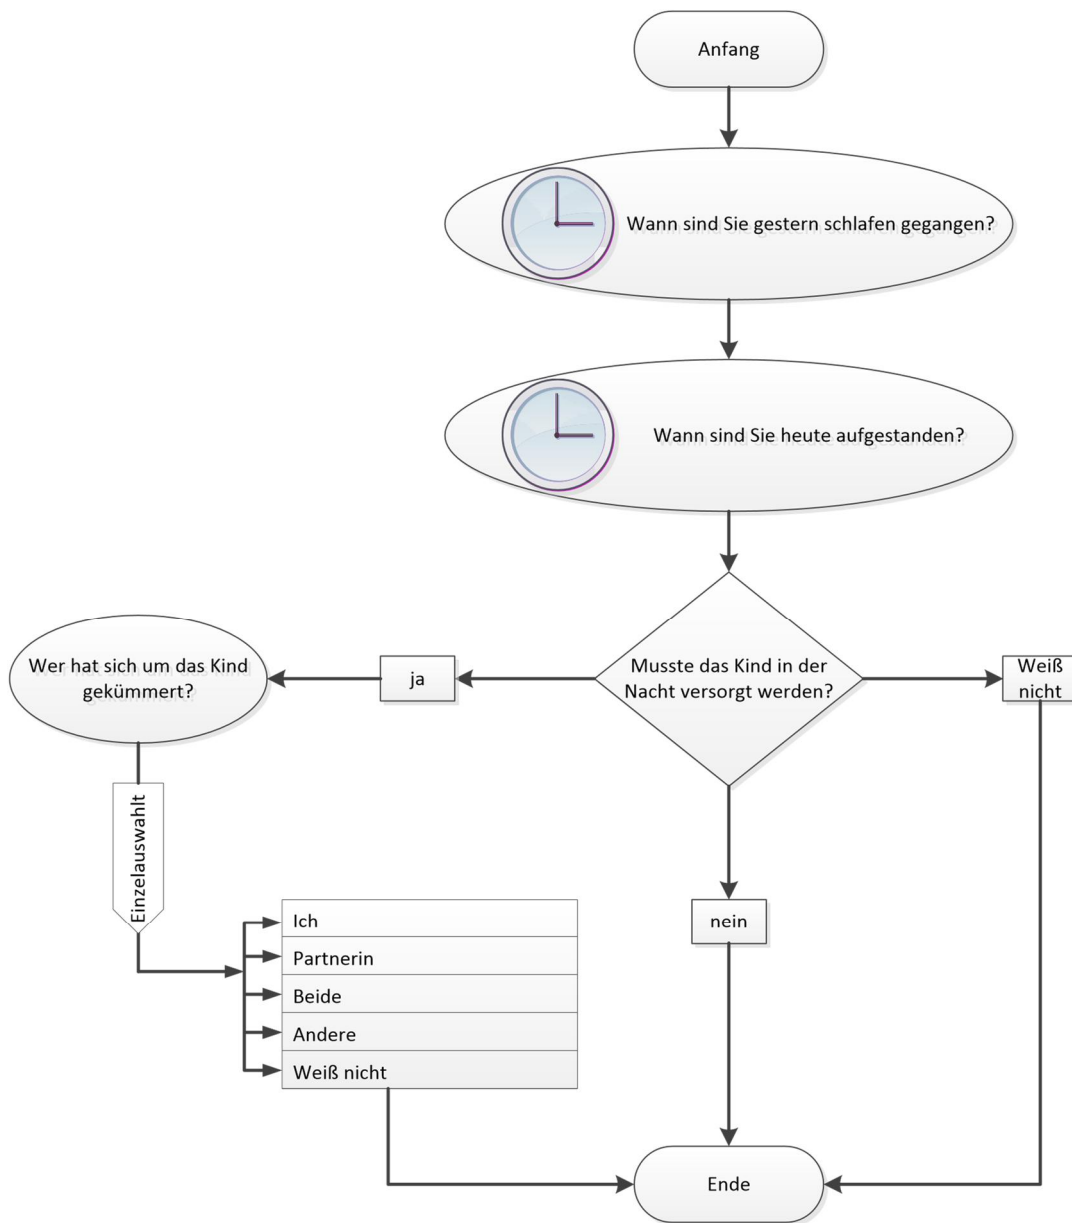 Anfang
Wann sind Sie gestern schlafen gegangen?
Wann sind Sie heute aufgestanden?
Musste das Kind in der
Nacht versorgt werden?
ja
Weiß
nicht
Wer hat sich um das Kind
gekümmert?
Einzelauswahlt
Ich
Partnerin
Beide
Andere
Weiß nicht
nein
Ende